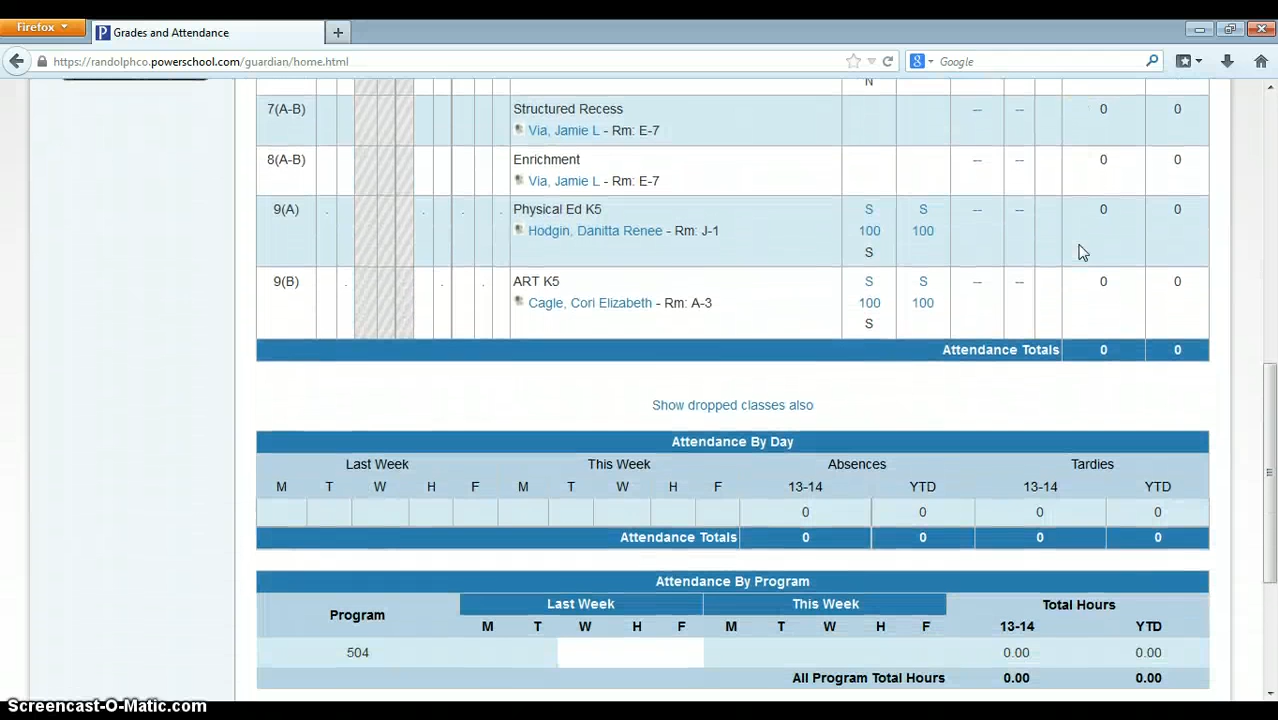 Firefox
Grades and Attendance
https://randolphco.powerschool.com/guardian/home.html
Google
N
7(A-B) Structured Recess -- -- 0 0
Via, Jamie L - Rm: E-7
8(A-B) Enrichment -- -- 0 0
Via, Jamie L - Rm: E-7
9(A) . . . . Physical Ed K5 S S -- -- 0 0
Hodgin, Danitta Renee - Rm: J-1 100 100
S
9(B) . . . ART K5 S S -- -- 0 0
Cagle, Cori Elizabeth - Rm: A-3 100 100
S
Attendance Totals 0 0
Show dropped classes also
Attendance By Day
Last Week This Week Absences Tardies
M T W H F M T W H F 13-14 YTD 13-14 YTD
0 0 0 0
Attendance Totals 0 0 0 0
Attendance By Program
Program Last Week This Week Total Hours
M T W H F M T W H F 13-14 YTD
504 0.00 0.00
All Program Total Hours 0.00 0.00
Screencast-O-Matic.com